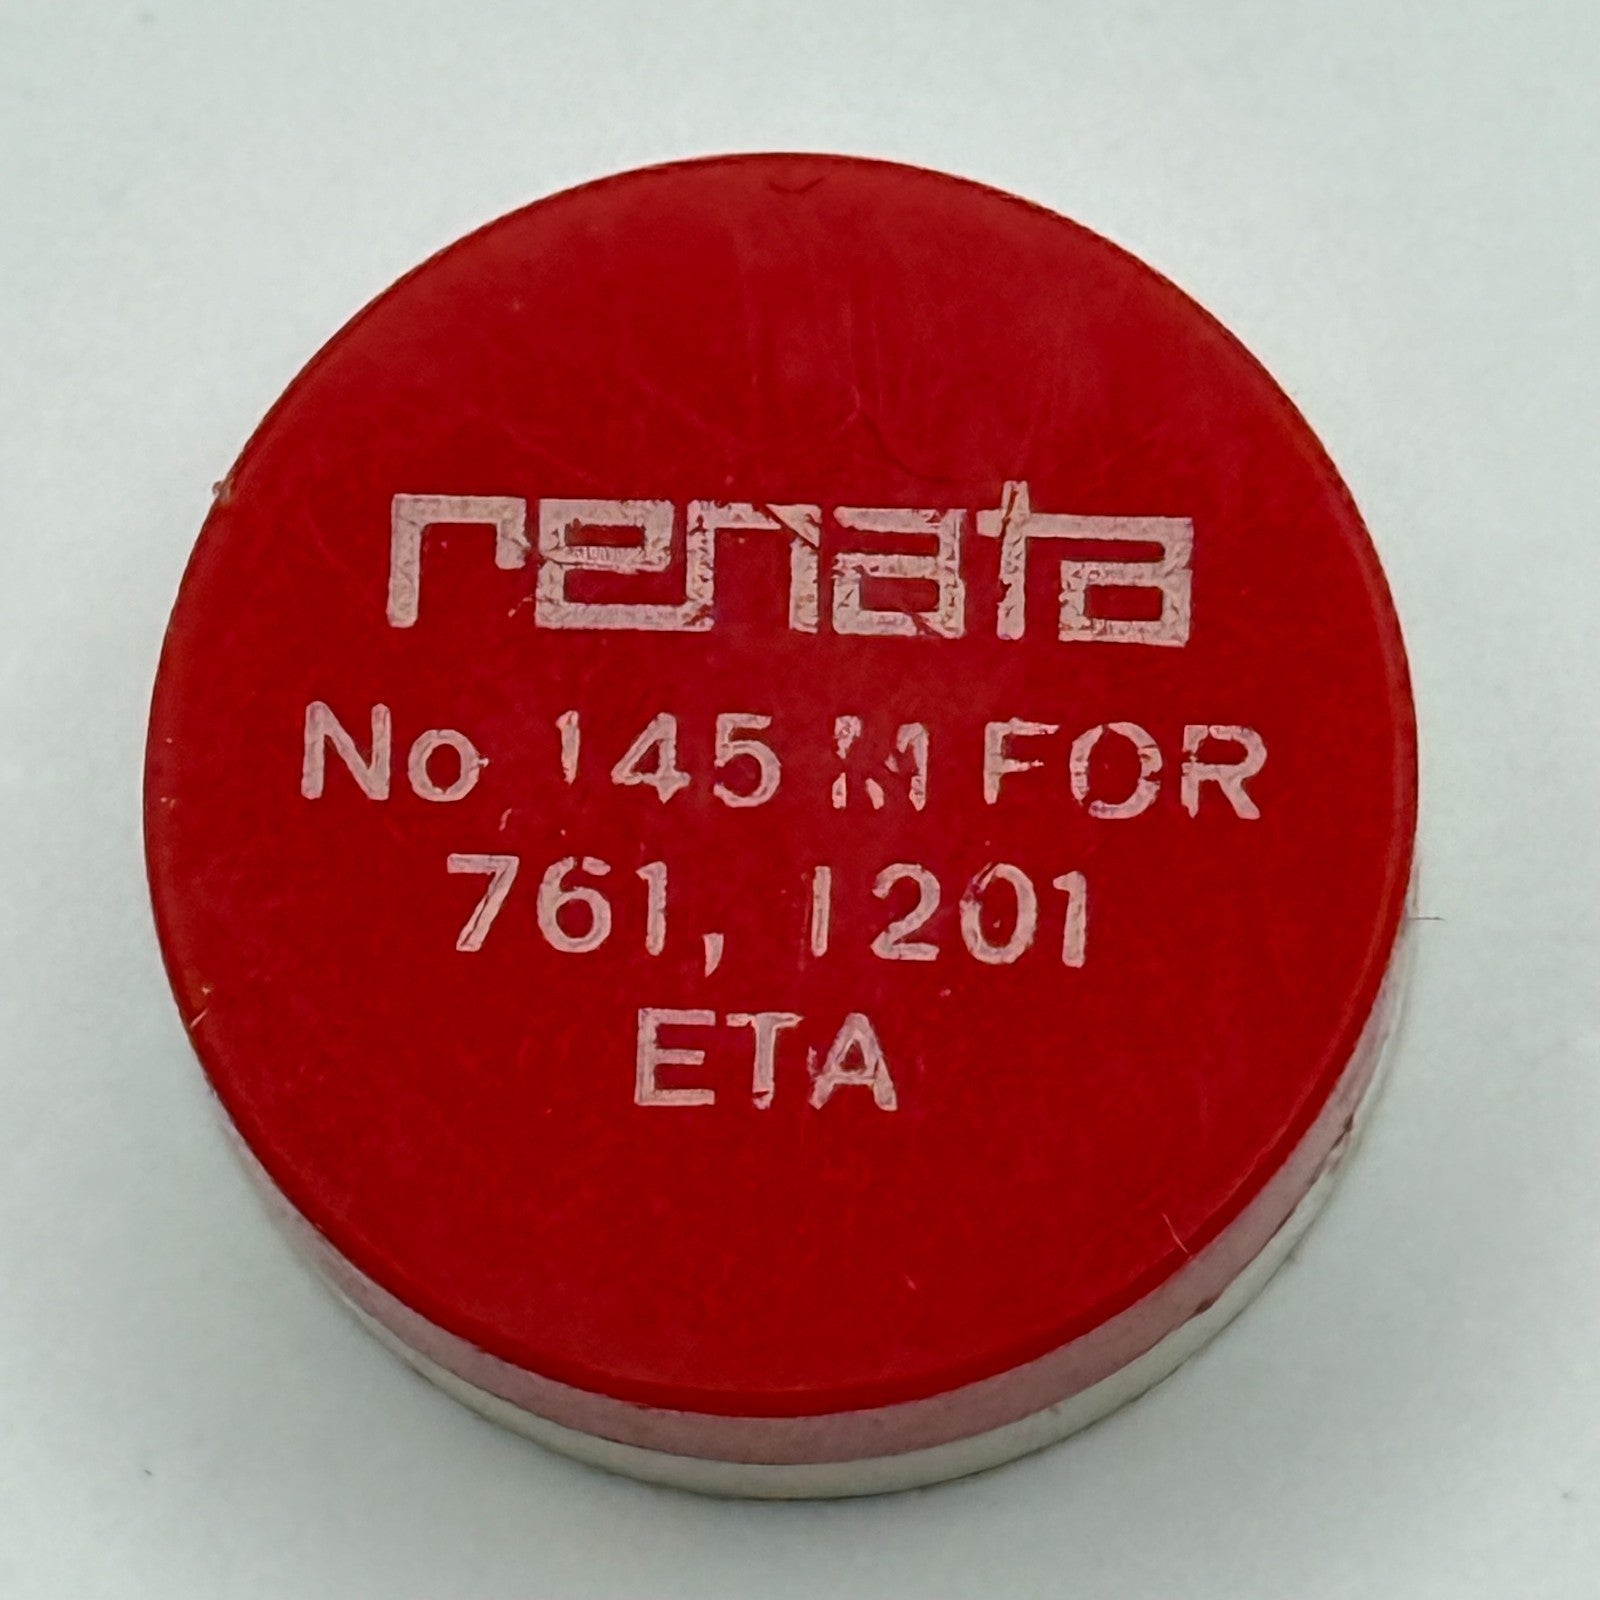 renata
No 145 M FOR
761, 1201
ETA